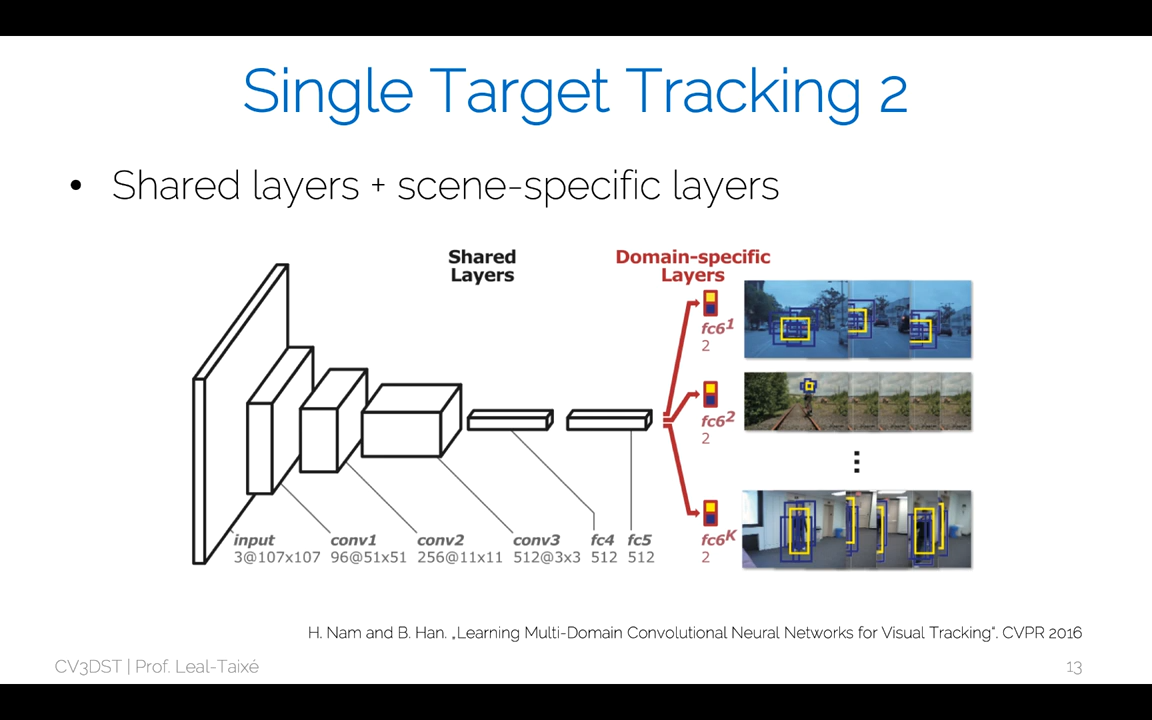 Single Target Tracking 2
• Shared layers + scene-specific layers
Shared
Layers
Domain-specific
Layers
fc6¹
2
fc6²
2
⋮
fc6ᴷ
2
input
3@107x107
conv1
96@51x51
conv2
256@11x11
conv3
512@3x3
fc4
512
fc5
512
H. Nam and B. Han. „Learning Multi-Domain Convolutional Neural Networks for Visual Tracking“. CVPR 2016
CV3DST | Prof. Leal-Taixé
13